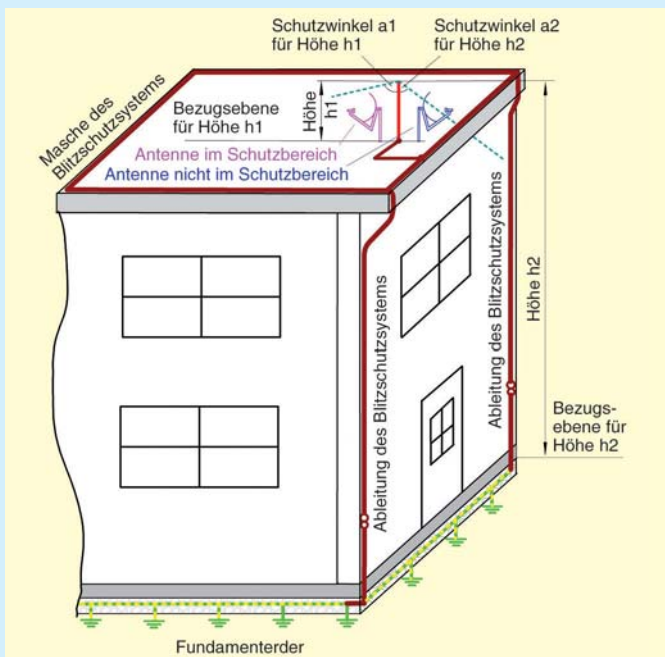 Schutzwinkel a1
für Höhe h1
Schutzwinkel a2
für Höhe h2
Masche des
Blitzschutzsystems
Bezugsebene
für Höhe h1
Höhe
h1
Antenne im Schutzbereich
Antenne nicht im Schutzbereich
Ableitung des Blitzschutzsystems
Ableitung des Blitzschutzsystems
Höhe h2
Bezugs-
ebene für
Höhe h2
Fundamenterder